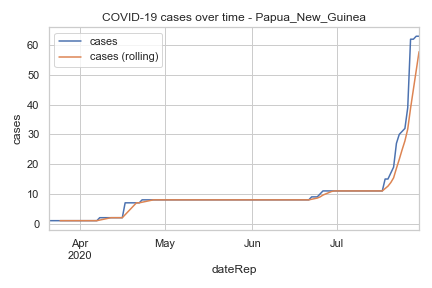 COVID-19 cases over time - Papua_New_Guinea
cases
cases (rolling)
60
50
40
30
20
10
0
cases
Apr
2020
May
Jun
Jul
dateRep